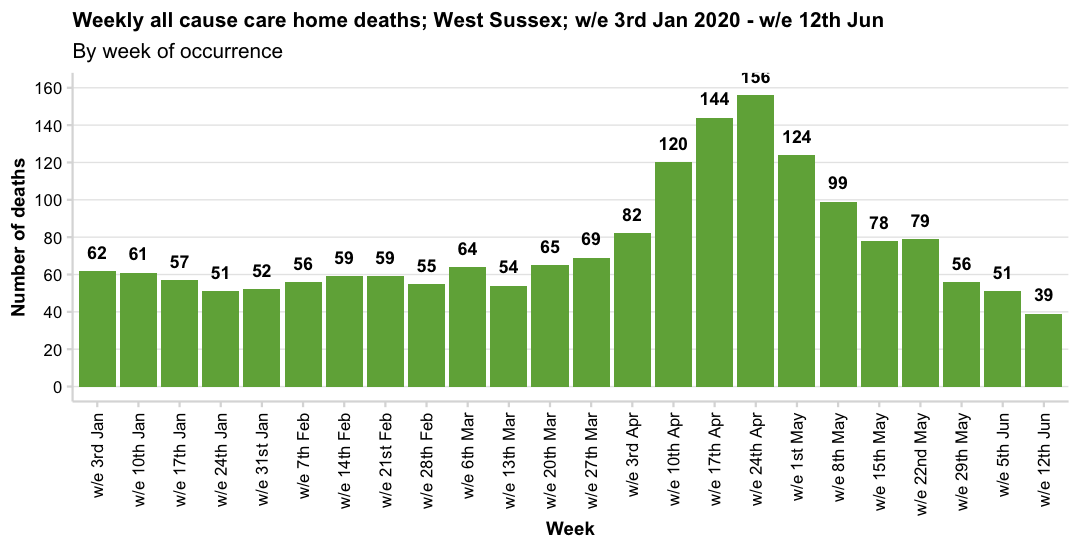 Weekly all cause care home deaths; West Sussex; w/e 3rd Jan 2020 - w/e 12th Jun
By week of occurrence
Number of deaths
160
140
120
100
80
60
40
20
0
62
61
57
51
52
56
59
59
55
64
54
65
69
82
120
144
156
124
99
78
79
56
51
39
w/e 3rd Jan
w/e 10th Jan
w/e 17th Jan
w/e 24th Jan
w/e 31st Jan
w/e 7th Feb
w/e 14th Feb
w/e 21st Feb
w/e 28th Feb
w/e 6th Mar
w/e 13th Mar
w/e 20th Mar
w/e 27th Mar
w/e 3rd Apr
w/e 10th Apr
w/e 17th Apr
w/e 24th Apr
w/e 1st May
w/e 8th May
w/e 15th May
w/e 22nd May
w/e 29th May
w/e 5th Jun
w/e 12th Jun
Week